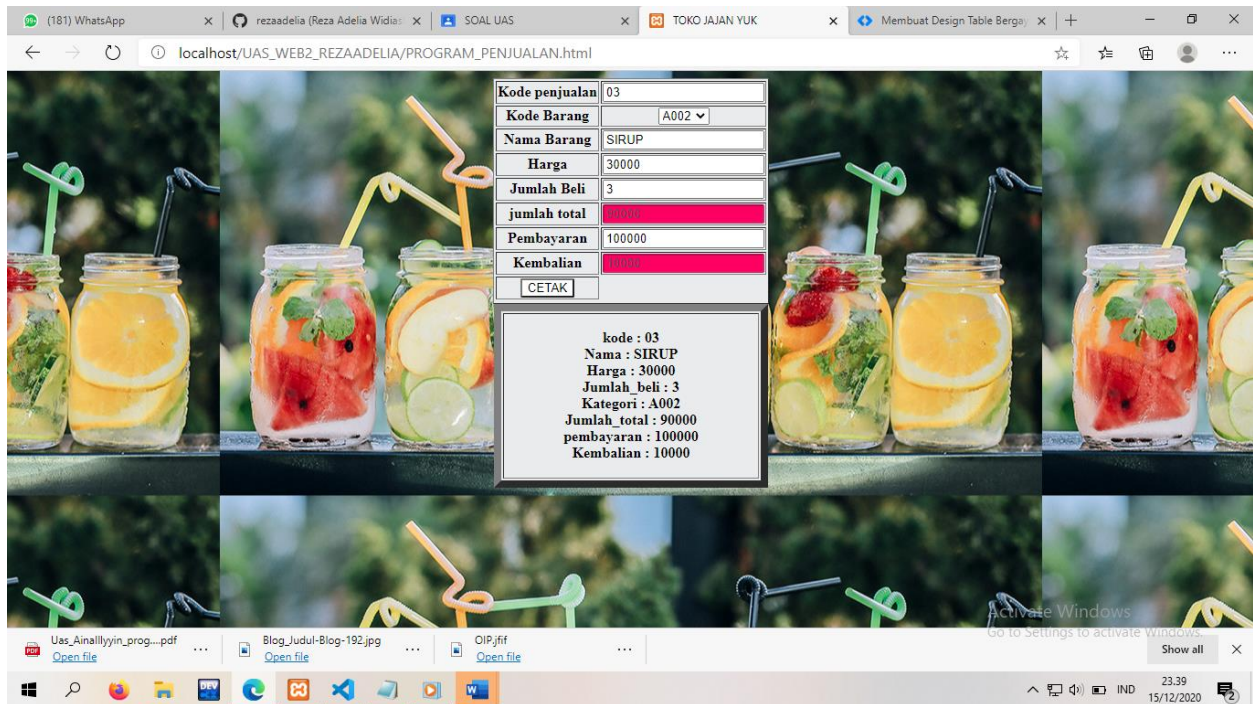 (181) WhatsApp
rezaadelia (Reza Adelia Widias
SOAL UAS
TOKO JAJAN YUK
Membuat Design Table Bergay
localhost/UAS_WEB2_REZAADELIA/PROGRAM_PENJUALAN.html
Kode penjualan 03
Kode Barang A002
Nama Barang SIRUP
Harga 30000
Jumlah Beli 3
jumlah total 90000
Pembayaran 100000
Kembalian 10000
CETAK
kode : 03
Nama : SIRUP
Harga : 30000
Jumlah_beli : 3
Kategori : A002
Jumlah_total : 90000
pembayaran : 100000
Kembalian : 10000
Activate Windows
Go to Settings to activate Windows.
Uas_Ainalllyyin_prog....pdf
Open file
Blog_Judul-Blog-192.jpg
Open file
OIP.jfif
Open file
Show all
IND
23.39
15/12/2020